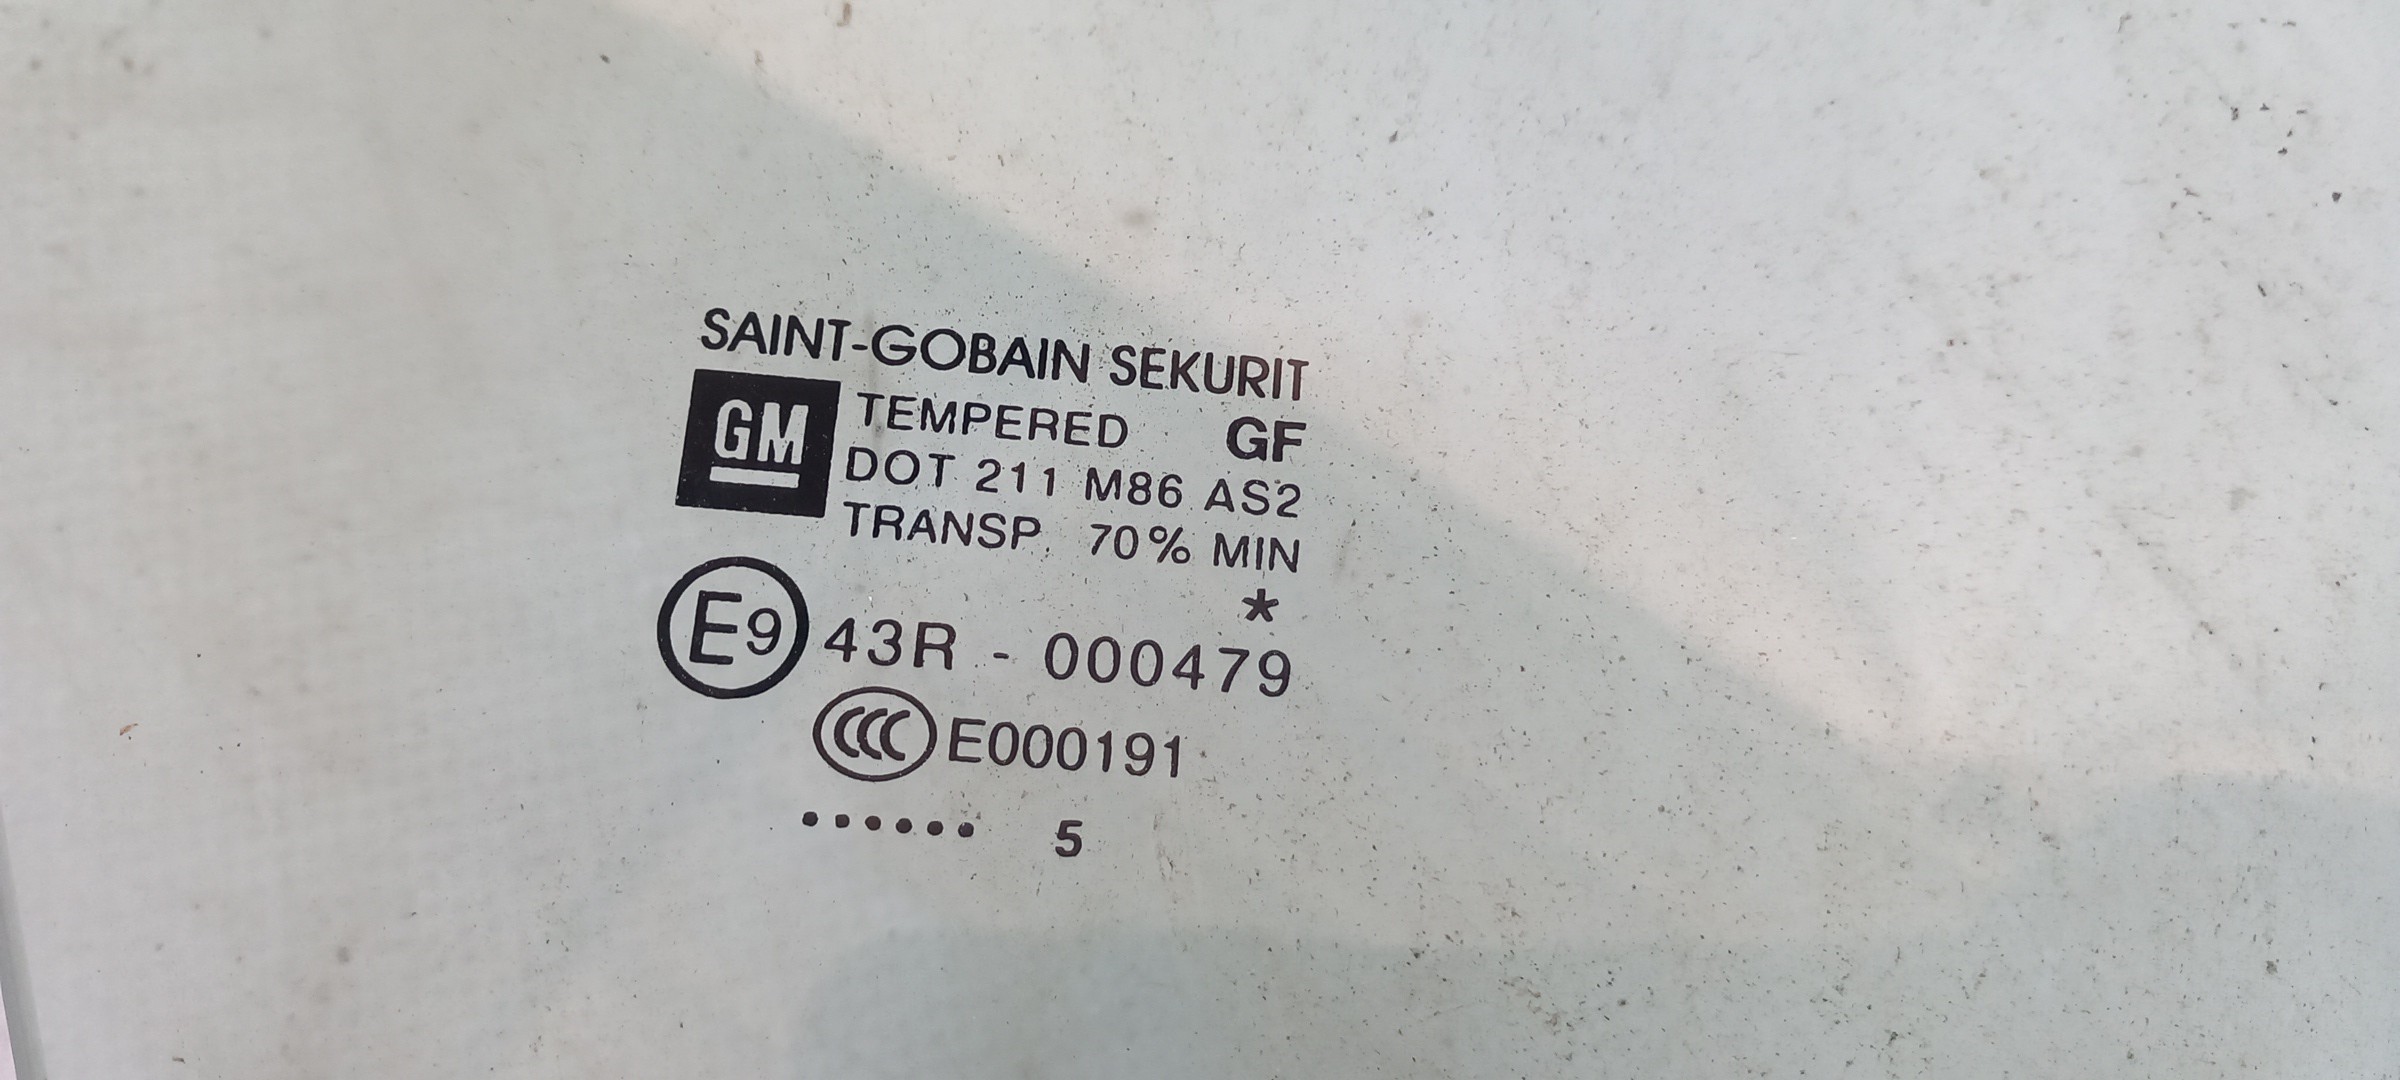 SAINT-GOBAIN SEKURIT
GM
TEMPERED GF
DOT 211 M86 AS2
TRANSP. 70% MIN
*
E9 43R - 000479
CCC E000191
...... 5